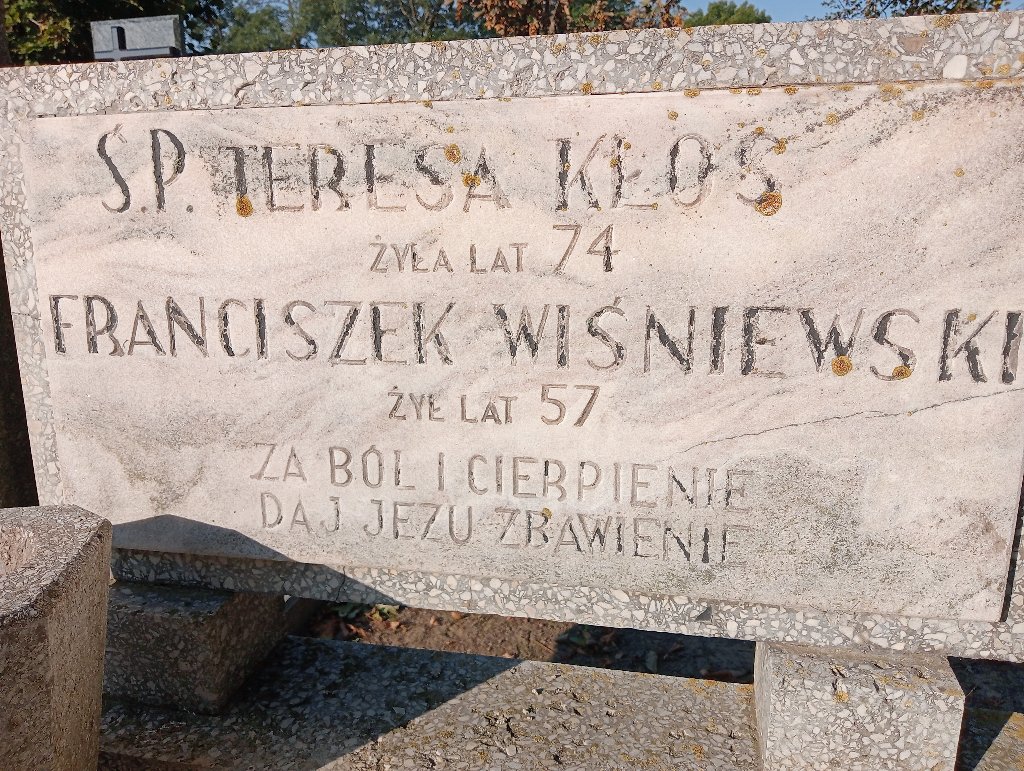 Ś.P. TERESA KŁOS
ŻYŁA LAT 74
FRANCISZEK WIŚNIEWSKI
ŻYŁ LAT 57
ZA BÓL I CIERPIENIE
DAJ JEZU ZBAWIENIE